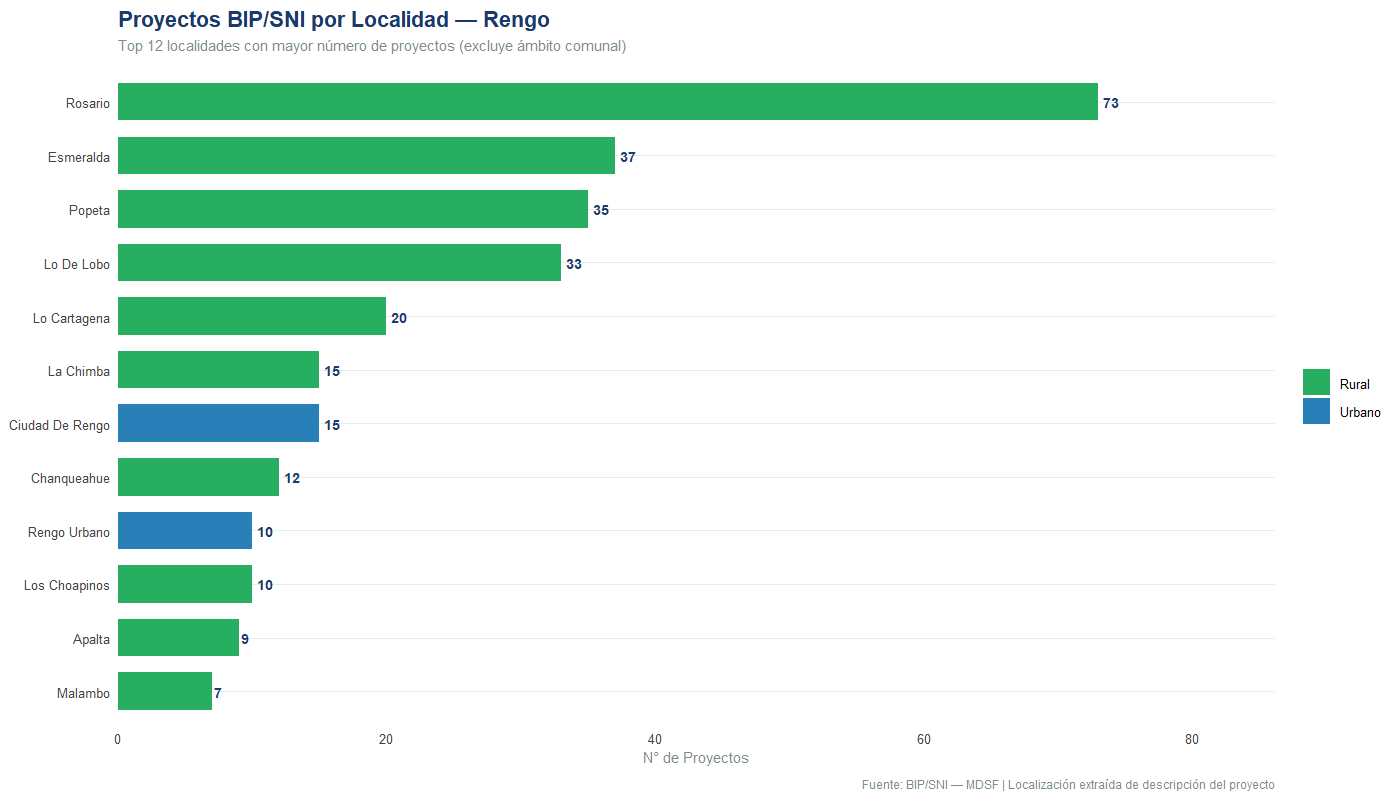 Proyectos BIP/SNI por Localidad — Rengo
Top 12 localidades con mayor número de proyectos (excluye ámbito comunal)
Rosario 73
Esmeralda 37
Popeta 35
Lo De Lobo 33
Lo Cartagena 20
La Chimba 15
Ciudad De Rengo 15
Chanqueahue 12
Rengo Urbano 10
Los Choapinos 10
Apalta 9
Malambo 7
0 20 40 60 80
N° de Proyectos
Rural
Urbano
Fuente: BIP/SNI — MDSF | Localización extraída de descripción del proyecto